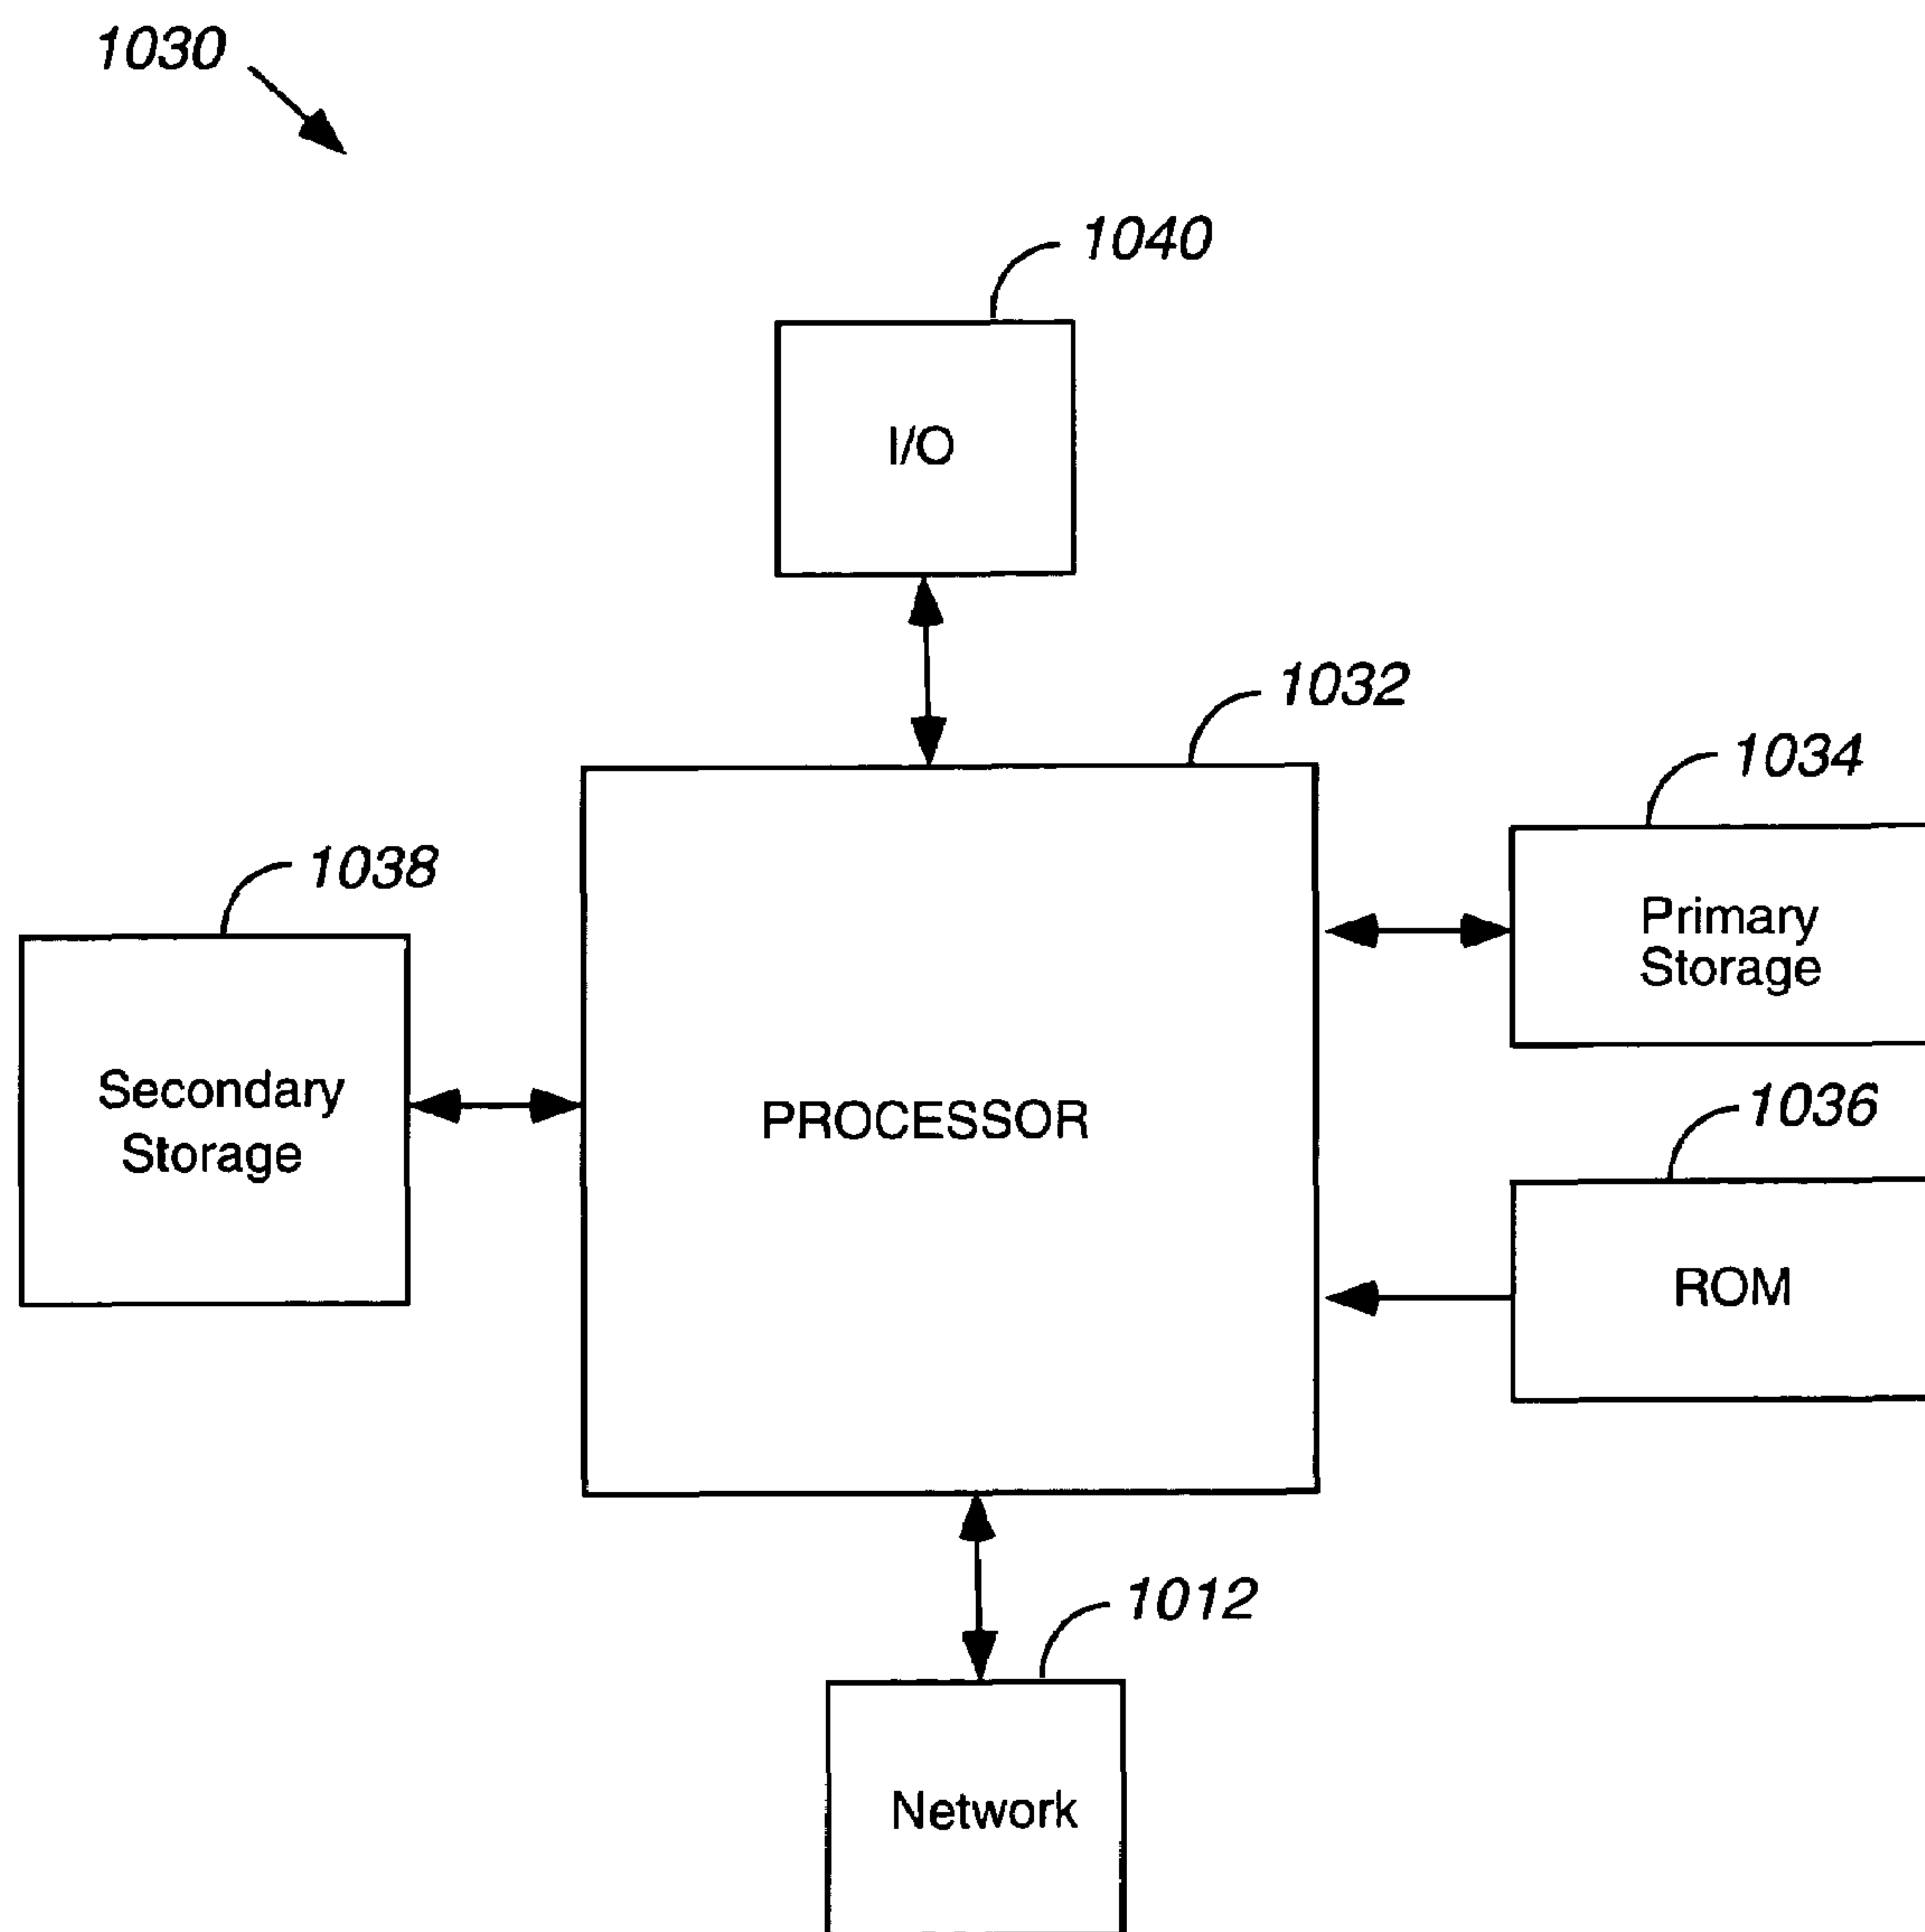 1030
1040
I/O
1032
1034
1038
Primary
Storage
Secondary
Storage
PROCESSOR
1036
ROM
1012
Network